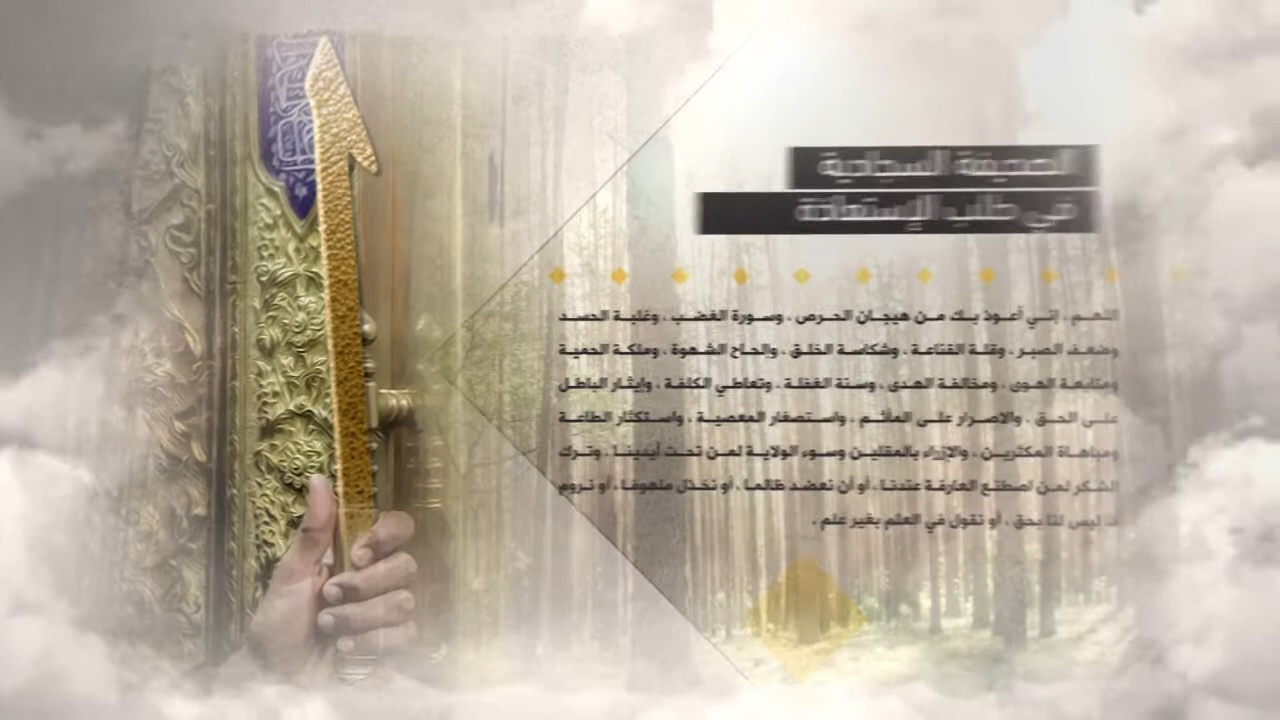 الصحيفة السجادية
في طلب الإستعاذة
اللهم ، إني أعوذ بك من هيجان الحرص ، وسورة الغضب ، وغلبة الحسد
وضعف الصبر ، وقلة القناعة ، وشكاسة الخلق ، وإلحاح الشهوة ، وملكة الحمية
ومتابعة الهوى ، ومخالفة الهدى ، وسنة الغفلة ، وتعاطي الكلفة ، وإيثار الباطل
على الحق ، والاصرار على المأثم ، واستصغار المعصية ، واستكثار الطاعة
ومباهاة المكثرين ، والإزراء بالمقلين وسوء الولاية لمن تحت أيدينا ، وترك
الشكر لمن اصطنع العارفة عندنا ، أو أن نعضد ظالما ، أو نخذل ملهوفا ، أو نروم
ما ليس لنا بحق ، أو نقول في العلم بغير علم .